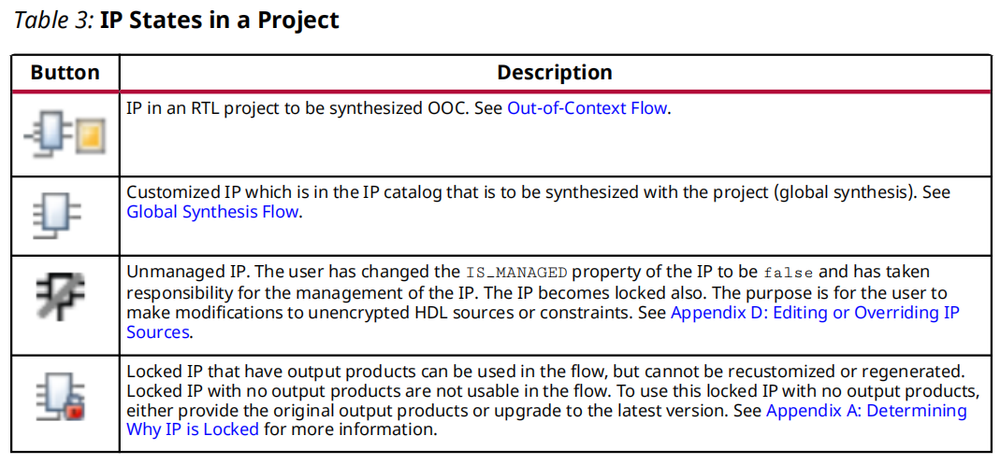 Table 3: IP States in a Project
Button Description
IP in an RTL project to be synthesized OOC. See Out-of-Context Flow.
Customized IP which is in the IP catalog that is to be synthesized with the project (global synthesis). See
Global Synthesis Flow.
Unmanaged IP. The user has changed the IS_MANAGED property of the IP to be false and has taken
responsibility for the management of the IP. The IP becomes locked also. The purpose is for the user to
make modifications to unencrypted HDL sources or constraints. See Appendix D: Editing or Overriding IP
Sources.
Locked IP that have output products can be used in the flow, but cannot be recustomized or regenerated.
Locked IP with no output products are not usable in the flow. To use this locked IP with no output products,
either provide the original output products or upgrade to the latest version. See Appendix A: Determining
Why IP is Locked for more information.